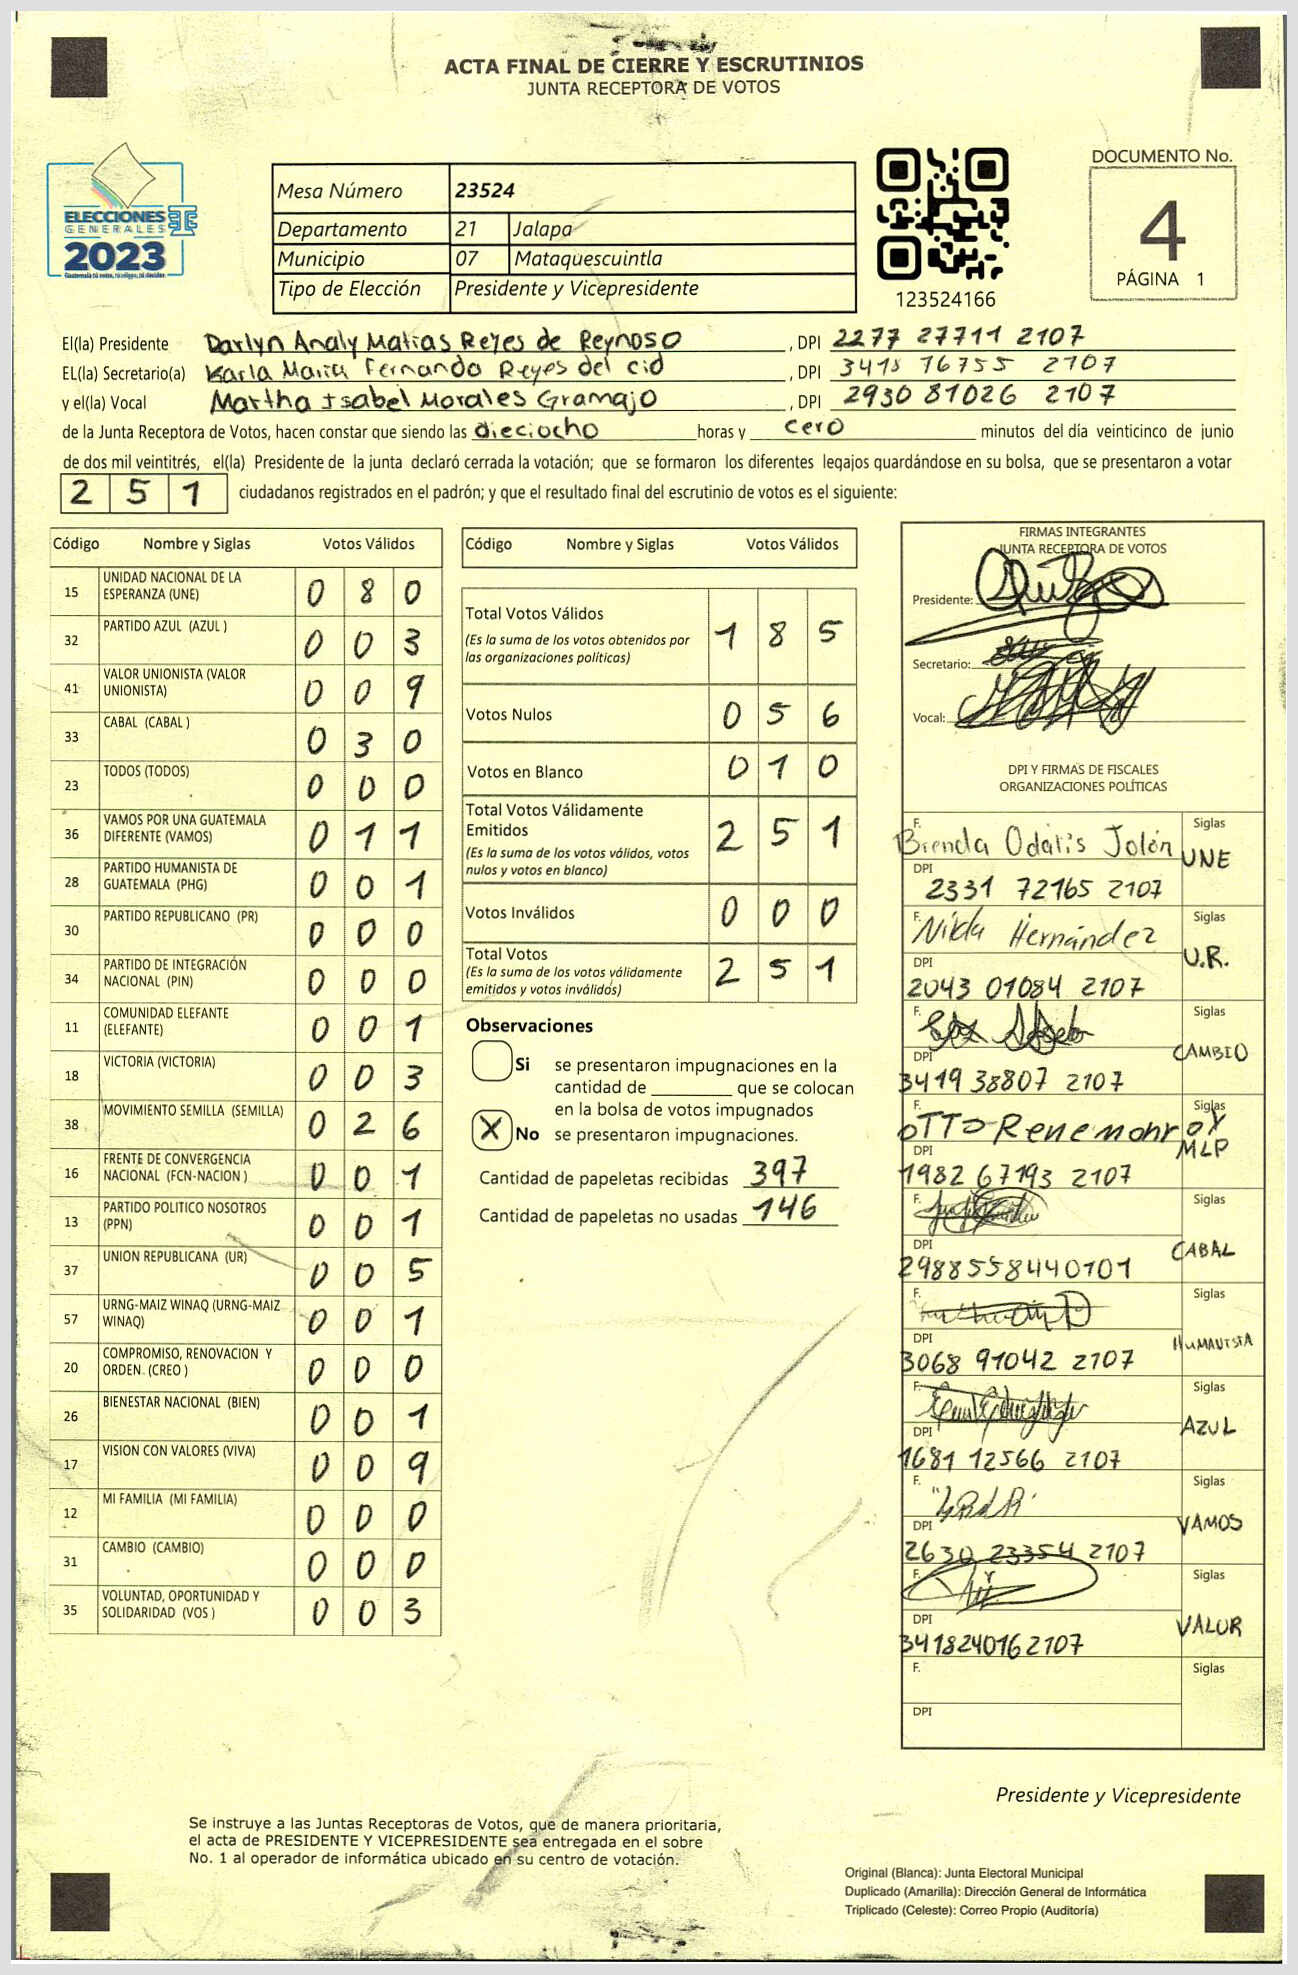 ACTA FINAL DE CIERRE Y ESCRUTINIOS
JUNTA RECEPTORA DE VOTOS
ELECCIONES
GENERALES
2023
Guatemala tú votas, tú eliges, tú decides
Mesa Número 23524
Departamento 21 Jalapa
Municipio 07 Mataquescuintla
Tipo de Elección Presidente y Vicepresidente
123524166
DOCUMENTO No.
4
PÁGINA 1
El(la) Presidente Darlyn Analy Matias Reyes de Reynoso, DPI 2277 27711 2107
EL(la) Secretario(a) Karla Maria Fernanda Reyes del cid, DPI 3418 16755 2107
y el(la) Vocal Martha Isabel Morales Gramajo, DPI 2930 81026 2107
de la Junta Receptora de Votos, hacen constar que siendo las dieciocho horas y cero minutos del día veinticinco de junio
de dos mil veintitrés, el(la) Presidente de la junta declaró cerrada la votación; que se formaron los diferentes legajos guardándose en su bolsa, que se presentaron a votar
2 5 1 ciudadanos registrados en el padrón; y que el resultado final del escrutinio de votos es el siguiente:
Código Nombre y Siglas Votos Válidos
15 UNIDAD NACIONAL DE LA ESPERANZA (UNE) 0 8 0
32 PARTIDO AZUL (AZUL ) 0 0 3
41 VALOR UNIONISTA (VALOR UNIONISTA) 0 0 9
33 CABAL (CABAL ) 0 3 0
23 TODOS (TODOS) 0 0 0
36 VAMOS POR UNA GUATEMALA DIFERENTE (VAMOS) 0 1 1
28 PARTIDO HUMANISTA DE GUATEMALA (PHG) 0 0 1
30 PARTIDO REPUBLICANO (PR) 0 0 0
34 PARTIDO DE INTEGRACIÓN NACIONAL (PIN) 0 0 0
11 COMUNIDAD ELEFANTE (ELEFANTE) 0 0 1
18 VICTORIA (VICTORIA) 0 0 3
38 MOVIMIENTO SEMILLA (SEMILLA) 0 2 6
16 FRENTE DE CONVERGENCIA NACIONAL (FCN-NACION ) 0 0 1
13 PARTIDO POLITICO NOSOTROS (PPN) 0 0 1
37 UNION REPUBLICANA (UR) 0 0 5
57 URNG-MAIZ WINAQ (URNG-MAIZ WINAQ) 0 0 1
20 COMPROMISO, RENOVACION Y ORDEN. (CREO ) 0 0 0
26 BIENESTAR NACIONAL (BIEN) 0 0 1
17 VISION CON VALORES (VIVA) 0 0 9
12 MI FAMILIA (MI FAMILIA) 0 0 0
31 CAMBIO (CAMBIO) 0 0 0
35 VOLUNTAD, OPORTUNIDAD Y SOLIDARIDAD (VOS ) 0 0 3
Código Nombre y Siglas Votos Válidos
Total Votos Válidos 1 8 5
(Es la suma de los votos obtenidos por
las organizaciones políticas)
Votos Nulos 0 5 6
Votos en Blanco 0 1 0
Total Votos Válidamente
Emitidos 2 5 1
(Es la suma de los votos válidos, votos
nulos y votos en blanco)
Votos Inválidos 0 0 0
Total Votos 2 5 1
(Es la suma de los votos válidamente
emitidos y votos inválidos)
Observaciones
Si se presentaron impugnaciones en la
cantidad de ________ que se colocan
en la bolsa de votos impugnados
X No se presentaron impugnaciones.
Cantidad de papeletas recibidas 397
Cantidad de papeletas no usadas 146
FIRMAS INTEGRANTES
JUNTA RECEPTORA DE VOTOS
Presidente:
Secretario:
Vocal:
DPI Y FIRMAS DE FISCALES
ORGANIZACIONES POLÍTICAS
F. Brenda Odalis Jolón Siglas UNE
DPI 2331 72165 2107
F. Nilda Hernández Siglas U.R.
DPI 2043 01084 2107
F. Siglas CAMBIO
DPI 3419 38807 2107
F. OTTO Rene monroy Siglas MLP
DPI 1982 67193 2107
F. Siglas CABAL
DPI 2988558440101
F. Siglas HUMANISTA
DPI 3068 91042 2107
F. Siglas AZUL
DPI 1681 12566 2107
F. Siglas VAMOS
DPI 2630 23354 2107
F. Siglas VALUR
DPI 3418240162107
F. Siglas
DPI
Presidente y Vicepresidente
Se instruye a las Juntas Receptoras de Votos, que de manera prioritaria,
el acta de PRESIDENTE Y VICEPRESIDENTE sea entregada en el sobre
No. 1 al operador de informática ubicado en su centro de votación.
Original (Blanca): Junta Electoral Municipal
Duplicado (Amarilla): Dirección General de Informática
Triplicado (Celeste): Correo Propio (Auditoría)